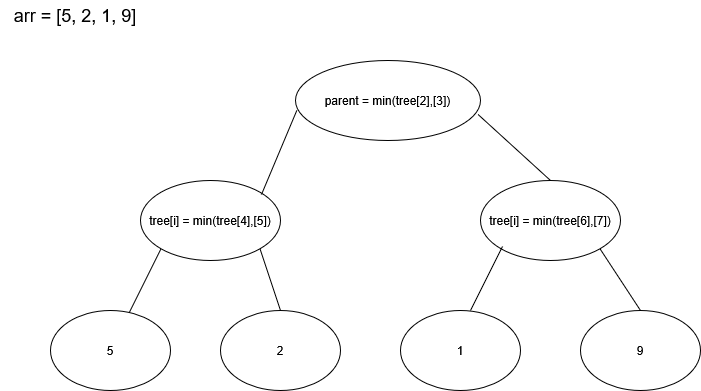 arr = [5, 2, 1, 9]
parent = min(tree[2],[3])
tree[i] = min(tree[4],[5])
tree[i] = min(tree[6],[7])
5
2
1
9